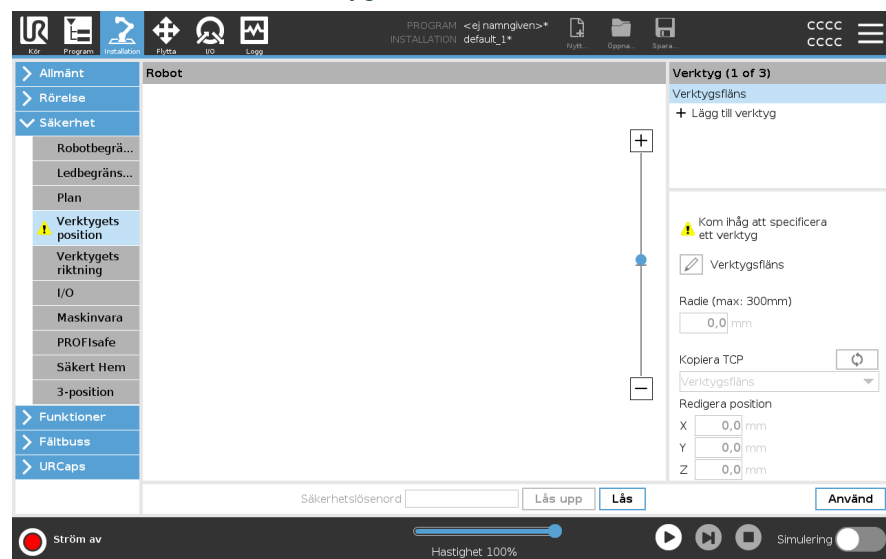 PROGRAM <ej namngiven>*
INSTALLATION default_1*
Kör
Program
Installation
Flytta
I/O
Logg
Nytt...
Öppna...
Spara...
CCCC
CCCC
Allmänt
Rörelse
Säkerhet
Robotbegrä...
Ledbegräns...
Plan
Verktygets
position
Verktygets
riktning
I/O
Maskinvara
PROFIsafe
Säkert Hem
3-position
Funktioner
Fältbuss
URCaps
Robot
Verktyg (1 of 3)
Verktygsfläns
+ Lägg till verktyg
Kom ihåg att specificera
ett verktyg
Verktygsfläns
Radie (max: 300mm)
0,0 mm
Kopiera TCP
Verktygsfläns
Redigera position
X 0,0 mm
Y 0,0 mm
Z 0,0 mm
Säkerhetslösenord
Lås upp
Lås
Använd
Ström av
Hastighet 100%
Simulering